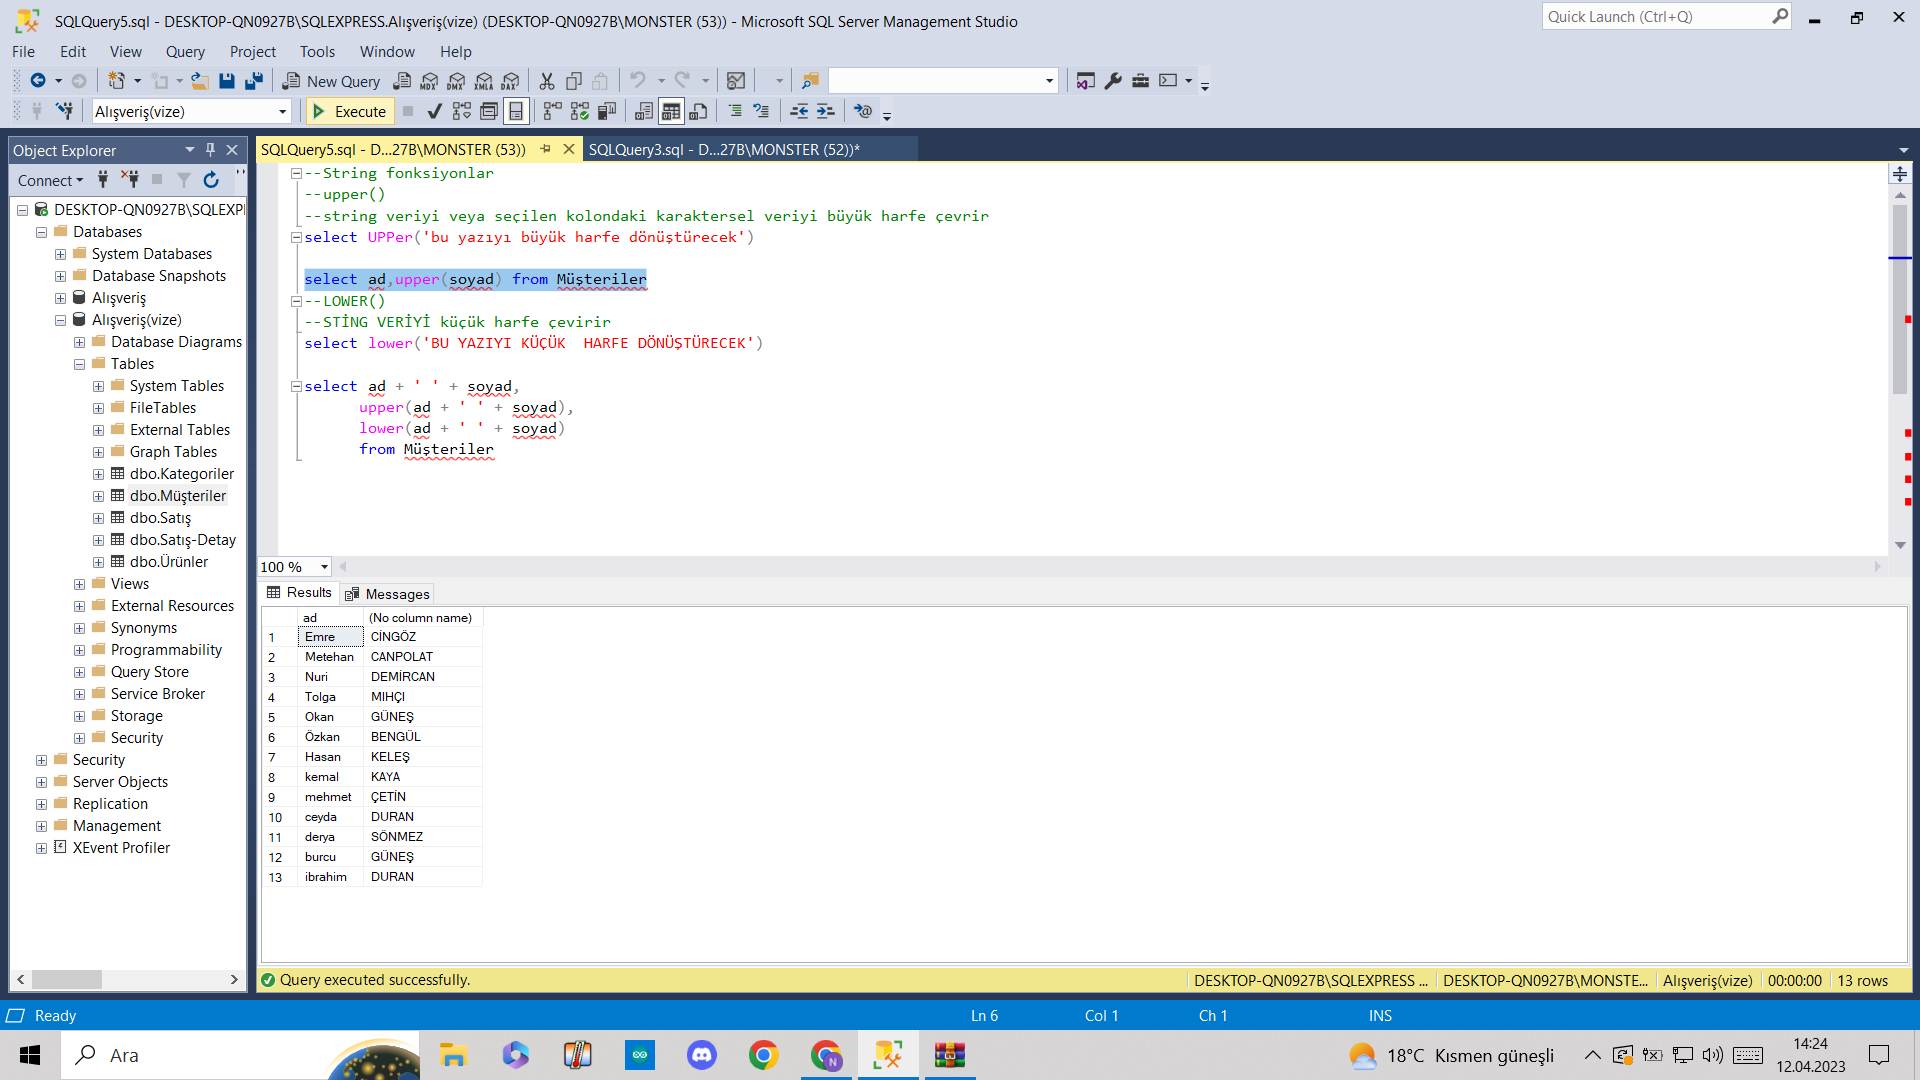 SQLQuery5.sql - DESKTOP-QN0927B\SQLEXPRESS.Alışveriş(vize) (DESKTOP-QN0927B\MONSTER (53)) - Microsoft SQL Server Management Studio
Quick Launch (Ctrl+Q)
File Edit View Query Project Tools Window Help
New Query MDX DMX XMLA DAX
Alışveriş(vize) Execute
Object Explorer
Connect
DESKTOP-QN0927B\SQLEXPI
Databases
System Databases
Database Snapshots
Alışveriş
Alışveriş(vize)
Database Diagrams
Tables
System Tables
FileTables
External Tables
Graph Tables
dbo.Kategoriler
dbo.Müşteriler
dbo.Satış
dbo.Satış-Detay
dbo.Ürünler
Views
External Resources
Synonyms
Programmability
Query Store
Service Broker
Storage
Security
Security
Server Objects
Replication
Management
XEvent Profiler
SQLQuery5.sql - D...27B\MONSTER (53)) SQLQuery3.sql - D...27B\MONSTER (52))*
--String fonksiyonlar
--upper()
--string veriyi veya seçilen kolondaki karaktersel veriyi büyük harfe çevrir
select UPPer('bu yazıyı büyük harfe dönüştürecek')
select ad,upper(soyad) from Müşteriler
--LOWER()
--STİNG VERİYİ küçük harfe çevirir
select lower('BU YAZIYI KÜÇÜK  HARFE DÖNÜŞTÜRECEK')
select ad + ' ' + soyad,
upper(ad + ' ' + soyad),
lower(ad + ' ' + soyad)
from Müşteriler
100 %
Results Messages
ad (No column name)
1 Emre CİNGÖZ
2 Metehan CANPOLAT
3 Nuri DEMİRCAN
4 Tolga MIHÇI
5 Okan GÜNEŞ
6 Özkan BENGÜL
7 Hasan KELEŞ
8 kemal KAYA
9 mehmet ÇETİN
10 ceyda DURAN
11 derya SÖNMEZ
12 burcu GÜNEŞ
13 ibrahim DURAN
Query executed successfully. DESKTOP-QN0927B\SQLEXPRESS ... DESKTOP-QN0927B\MONSTE... Alışveriş(vize) 00:00:00 13 rows
Ready Ln 6 Col 1 Ch 1 INS
Ara N 18°C Kısmen güneşli 14:24
12.04.2023